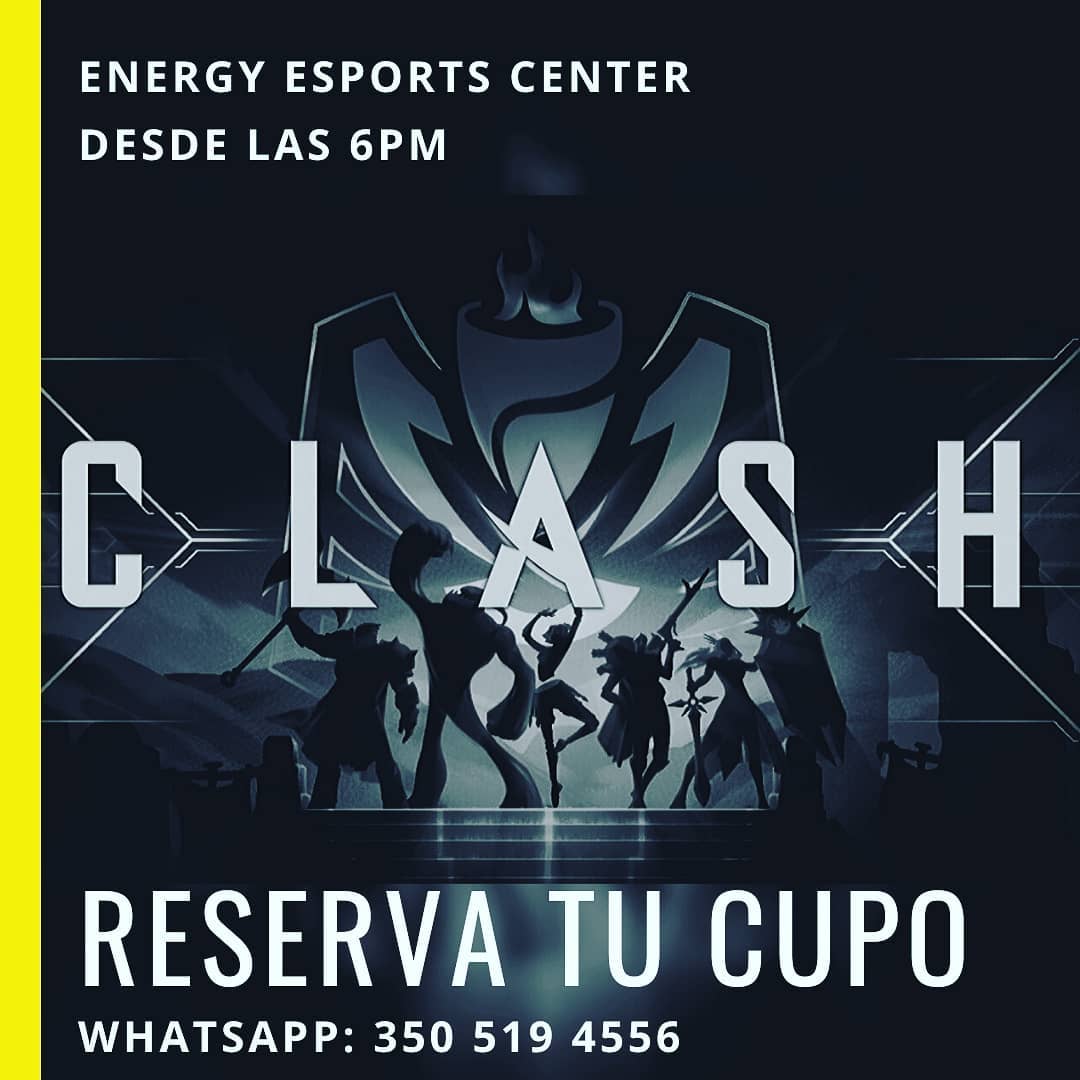 ENERGY ESPORTS CENTER
DESDE LAS 6PM
CLASH
RESERVA TU CUPO
WHATSAPP: 350 519 4556